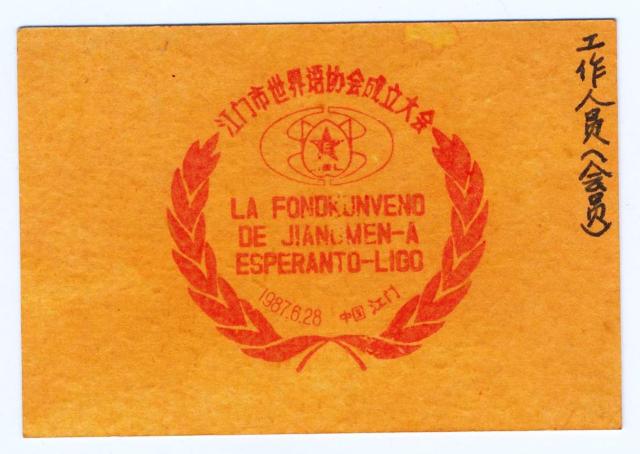 江门市世界语协会成立大会
LA FONDKUNVENO
DE JIANGMEN-A
ESPERANTO-LIGO
1987.6.28 中国江门
工作人员(会员)